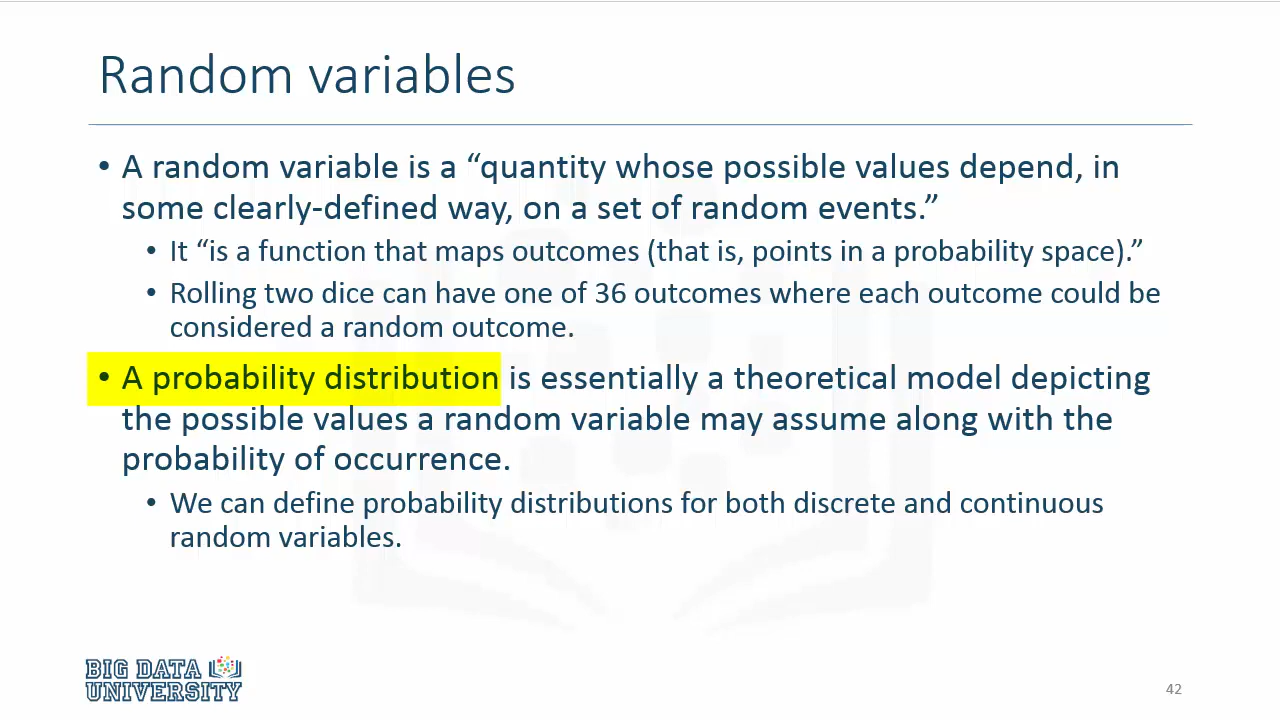 Random variables
• A random variable is a “quantity whose possible values depend, in
some clearly-defined way, on a set of random events.”
• It “is a function that maps outcomes (that is, points in a probability space).”
• Rolling two dice can have one of 36 outcomes where each outcome could be
considered a random outcome.
• A probability distribution is essentially a theoretical model depicting
the possible values a random variable may assume along with the
probability of occurrence.
• We can define probability distributions for both discrete and continuous
random variables.
BIG DATA
UNIVERSITY
42